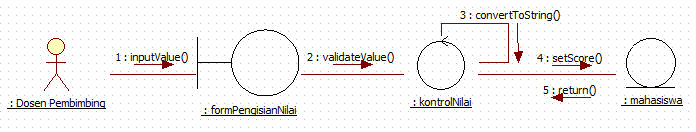 3 : convertToString()
1 : inputValue()
2 : validateValue()
4 : setScore()
5 : return()
: Dosen Pembimbing
: formPengisianNilai
: kontrolNilai
: mahasiswa